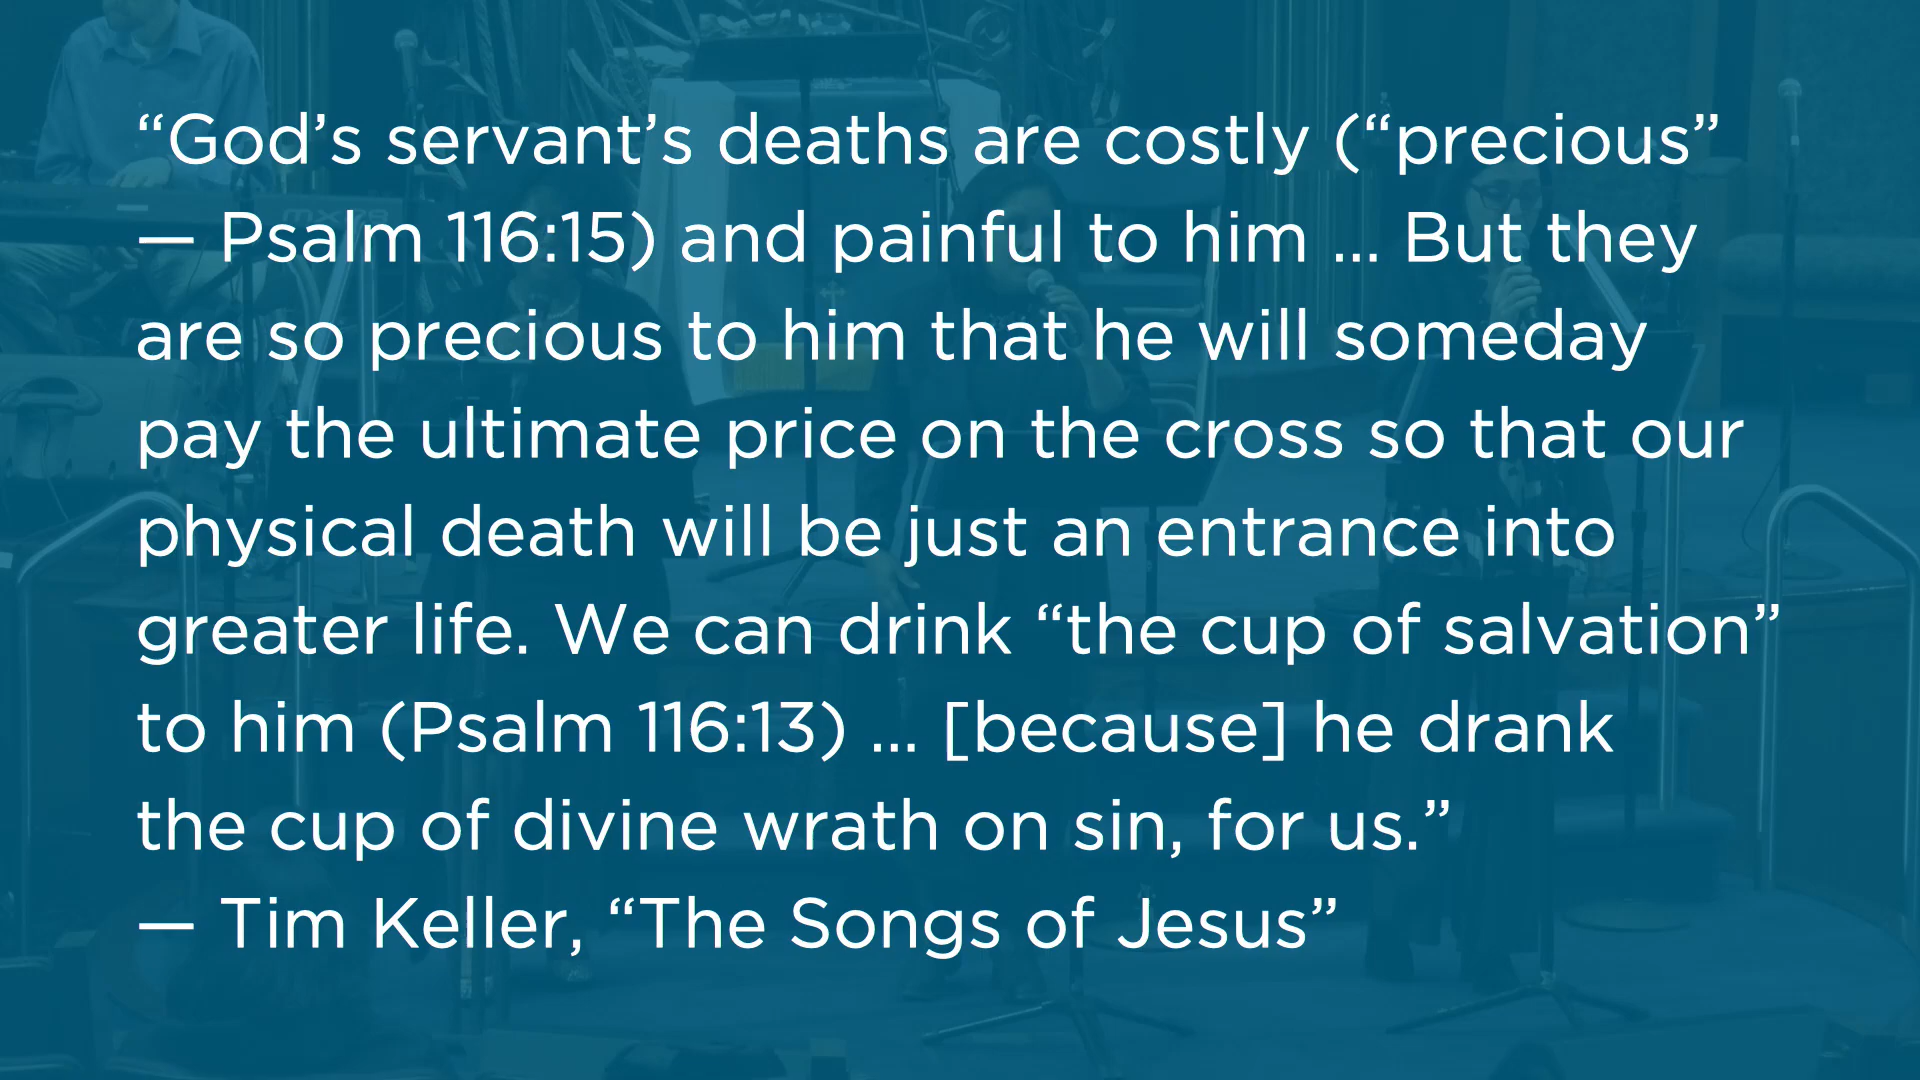 “God’s servant’s deaths are costly (“precious”
— Psalm 116:15) and painful to him ... But they
are so precious to him that he will someday
pay the ultimate price on the cross so that our
physical death will be just an entrance into
greater life. We can drink “the cup of salvation”
to him (Psalm 116:13) ... [because] he drank
the cup of divine wrath on sin, for us.”
— Tim Keller, “The Songs of Jesus”